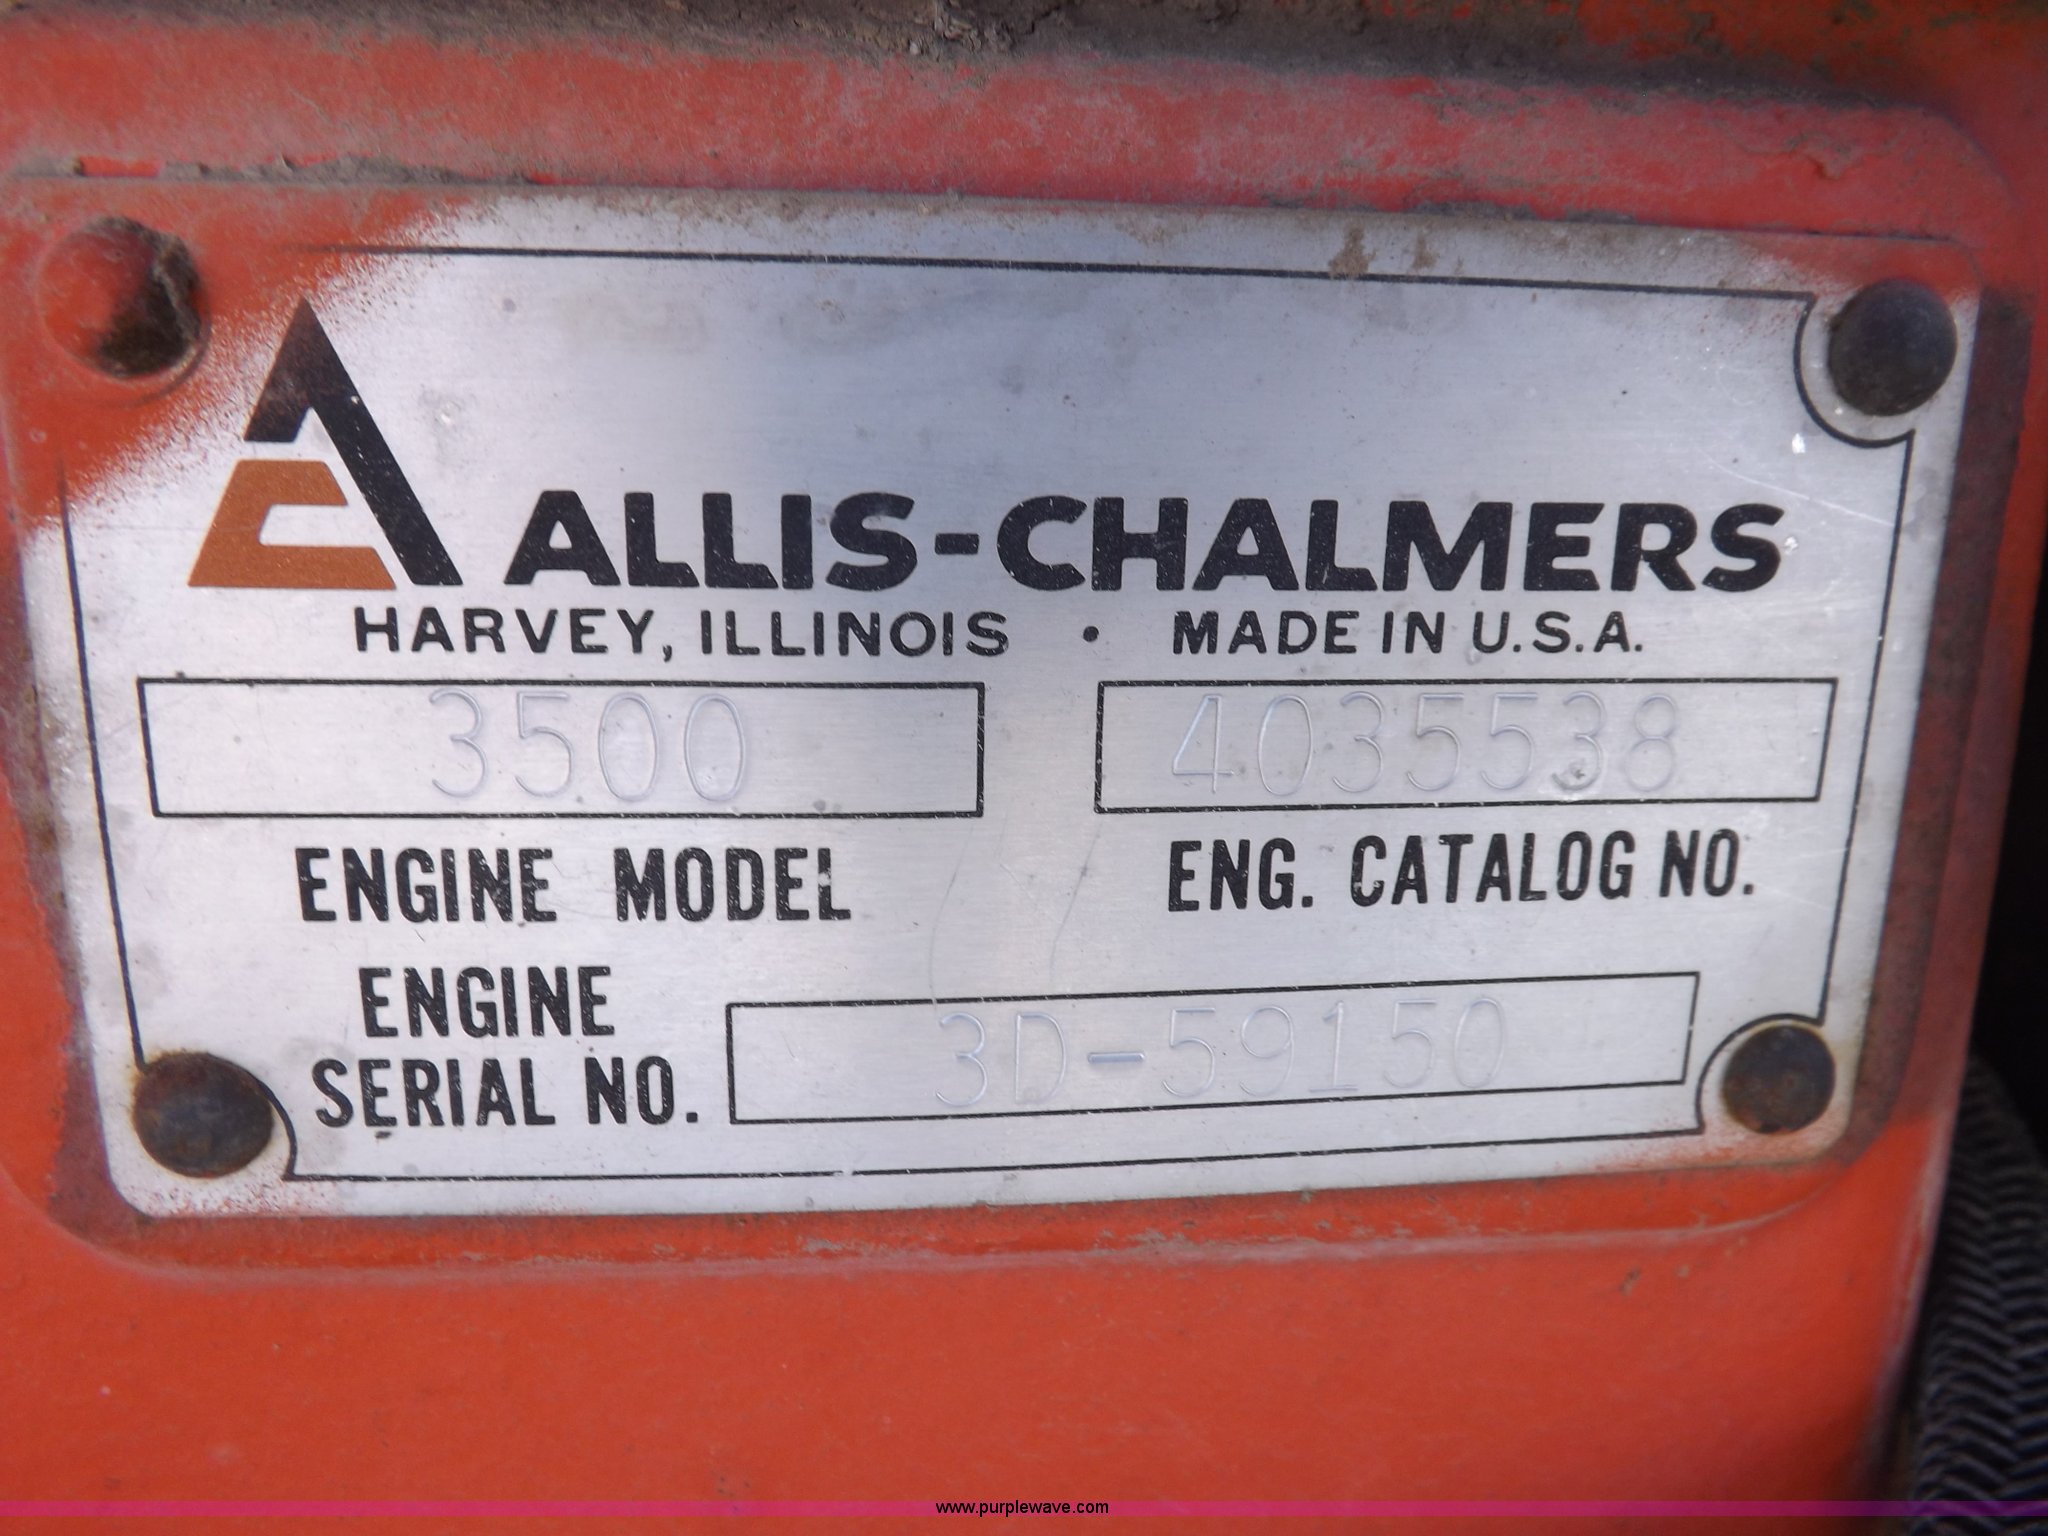 ALLIS-CHALMERS
HARVEY, ILLINOIS · MADE IN U.S.A.
3500 4035538
ENGINE MODEL ENG. CATALOG NO.
ENGINE
SERIAL NO. 3D-59150
www.purplewave.com